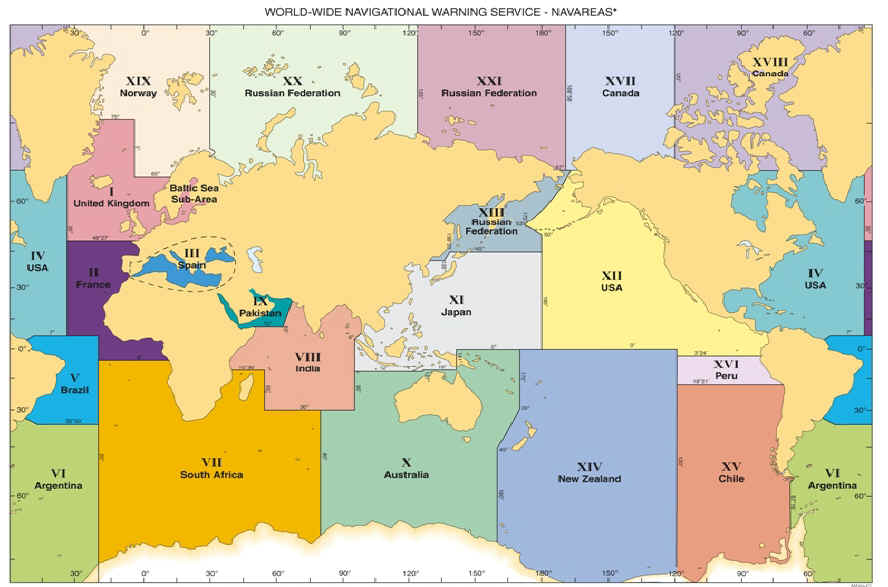 WORLD-WIDE NAVIGATIONAL WARNING SERVICE - NAVAREAS*
30° 0° 30° 60° 90° 120° 150° 180° 150° 120° 90° 60° 30°
XVIII
Canada
XIX
Norway
XX
Russian Federation
XXI
Russian Federation
XVII
Canada
I
United Kingdom
Baltic Sea
Sub-Area
60°
60°
XIII
Russian
Federation
IV
USA
II
France
III
Spain
XII
USA
IV
USA
30°
30°
IX
Pakistan
XI
Japan
0°
0°
VIII
India
XVI
Peru
V
Brazil
30°
30°
VI
Argentina
VII
South Africa
X
Australia
XIV
New Zealand
XV
Chile
VI
Argentina
60°
60°
30° 0° 30° 60° 90° 120° 150° 180° 150° 120° 90° 60°